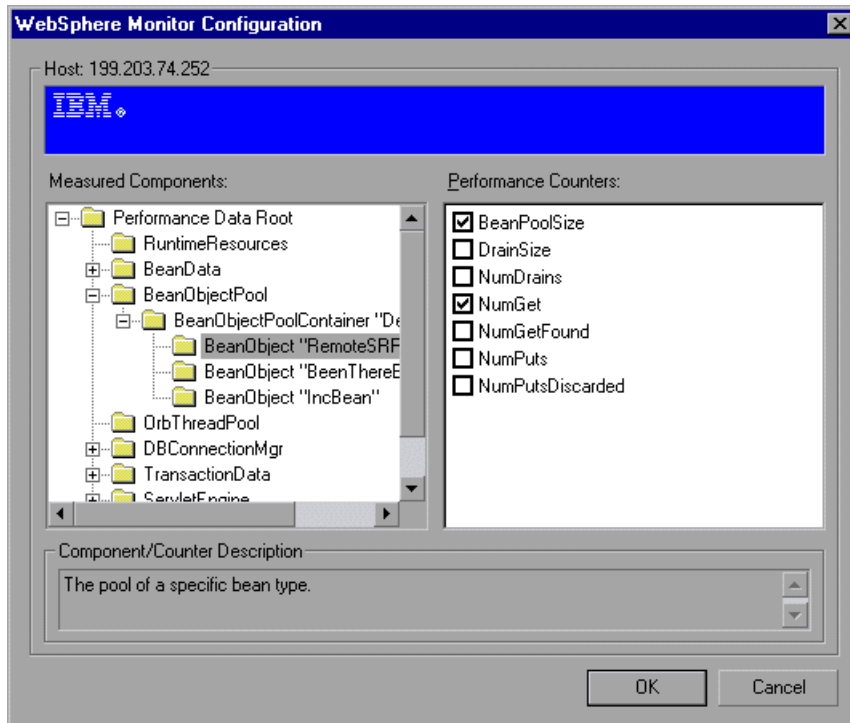 WebSphere Monitor Configuration
Host: 199.203.74.252
IBM®
Measured Components:
Performance Data Root
RuntimeResources
BeanData
BeanObjectPool
BeanObjectPoolContainer "De
BeanObject "RemoteSRF
BeanObject "BeenThereE
BeanObject "IncBean"
OrbThreadPool
DBConnectionMgr
TransactionData
ServletEngine
Performance Counters:
BeanPoolSize
DrainSize
NumDrains
NumGet
NumGetFound
NumPuts
NumPutsDiscarded
Component/Counter Description
The pool of a specific bean type.
OK
Cancel